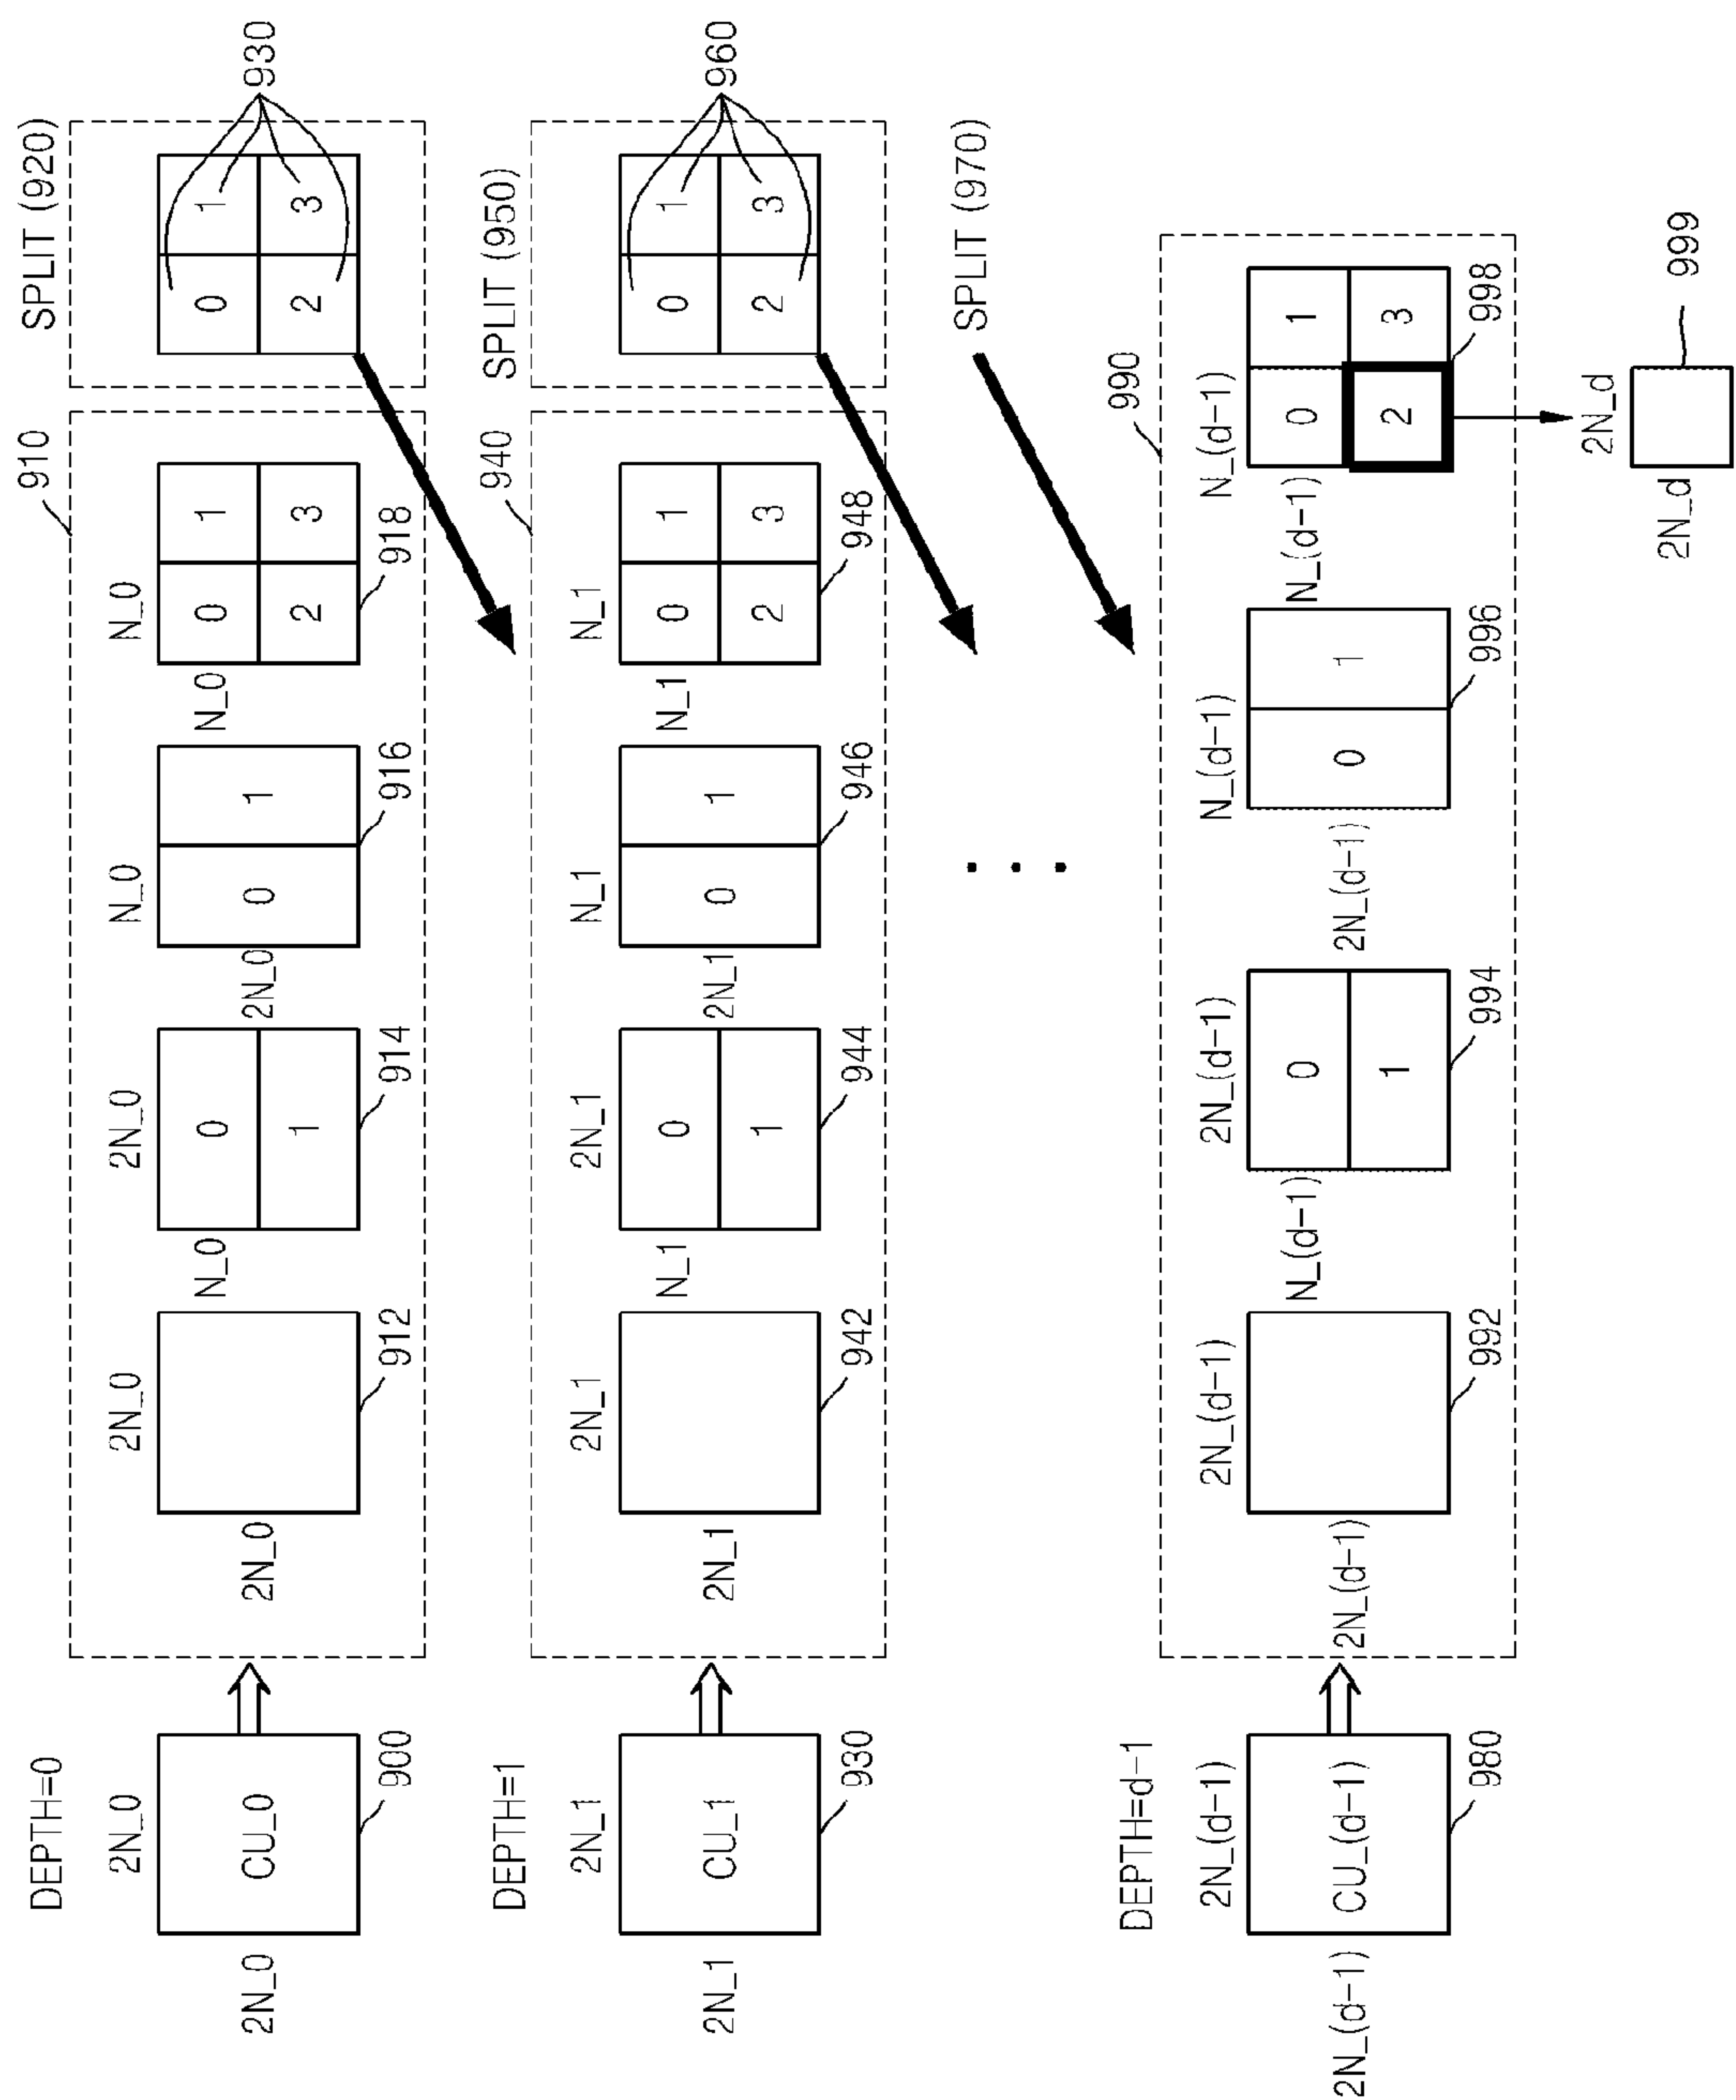 DEPTH=0
2N_0
2N_0
CU_0
900
910
2N_0
2N_0
912
2N_0
N_0
0
1
914
N_0
2N_0
0
1
916
N_0
N_0
0
1
2
3
918
SPLIT (920)
0
1
2
3
930
DEPTH=1
2N_1
2N_1
CU_1
930
940
2N_1
2N_1
942
2N_1
N_1
0
1
944
N_1
2N_1
0
1
946
N_1
N_1
0
1
2
3
948
SPLIT (950)
0
1
2
3
960
SPLIT (970)
DEPTH=d-1
2N_(d-1)
2N_(d-1)
CU_(d-1)
980
990
2N_(d-1)
2N_(d-1)
992
2N_(d-1)
N_(d-1)
0
1
994
N_(d-1)
2N_(d-1)
0
1
996
N_(d-1)
N_(d-1)
0
1
2
3
998
2N_d
2N_d
999